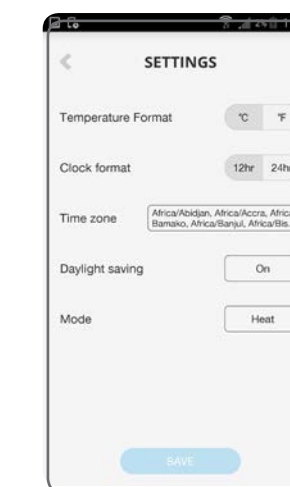 SETTINGS
Temperature Format °C °F
Clock format 12hr 24hr
Time zone Africa/Abidjan, Africa/Accra, Africa
Bamako, Africa/Banjul, Africa/Bis.
Daylight saving On
Mode Heat
SAVE